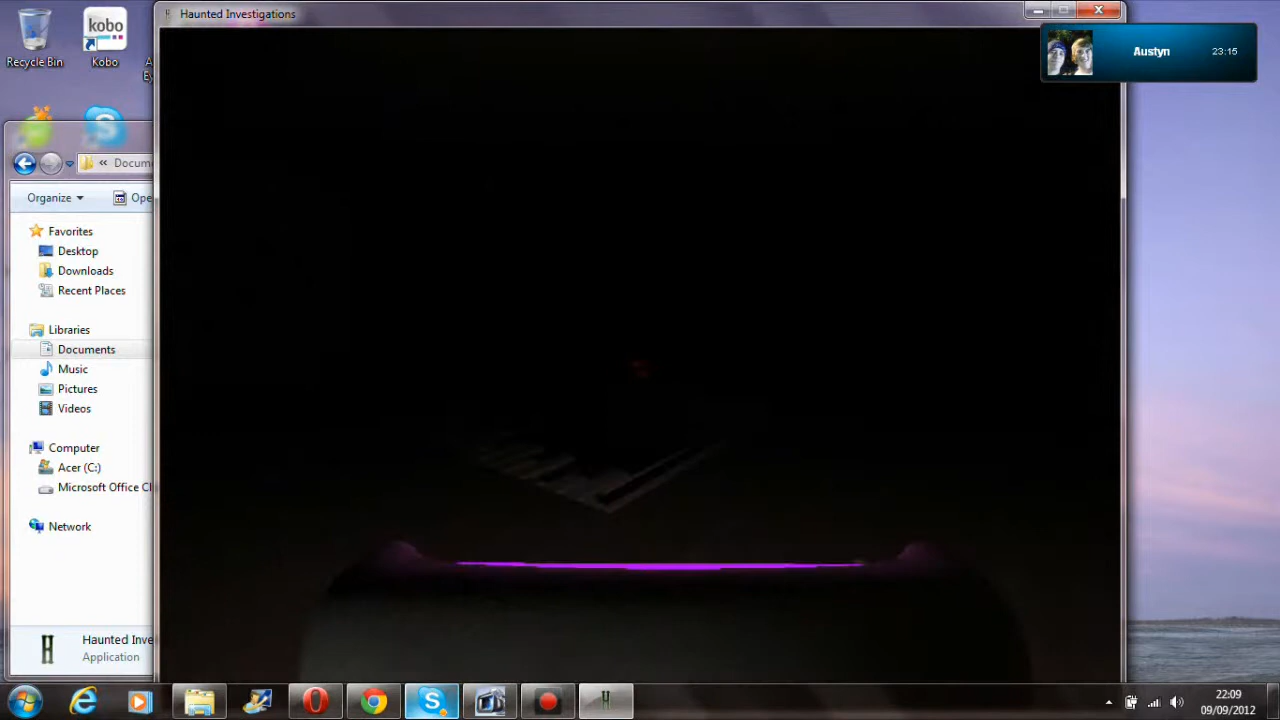 Haunted Investigations
Recycle Bin
kobo
Kobo
Austyn 23:15
« Docum
Organize
Favorites
Desktop
Downloads
Recent Places
Libraries
Documents
Music
Pictures
Videos
Computer
Acer (C:)
Microsoft Office Cl
Network
Haunted Inve
Application
22:09
09/09/2012